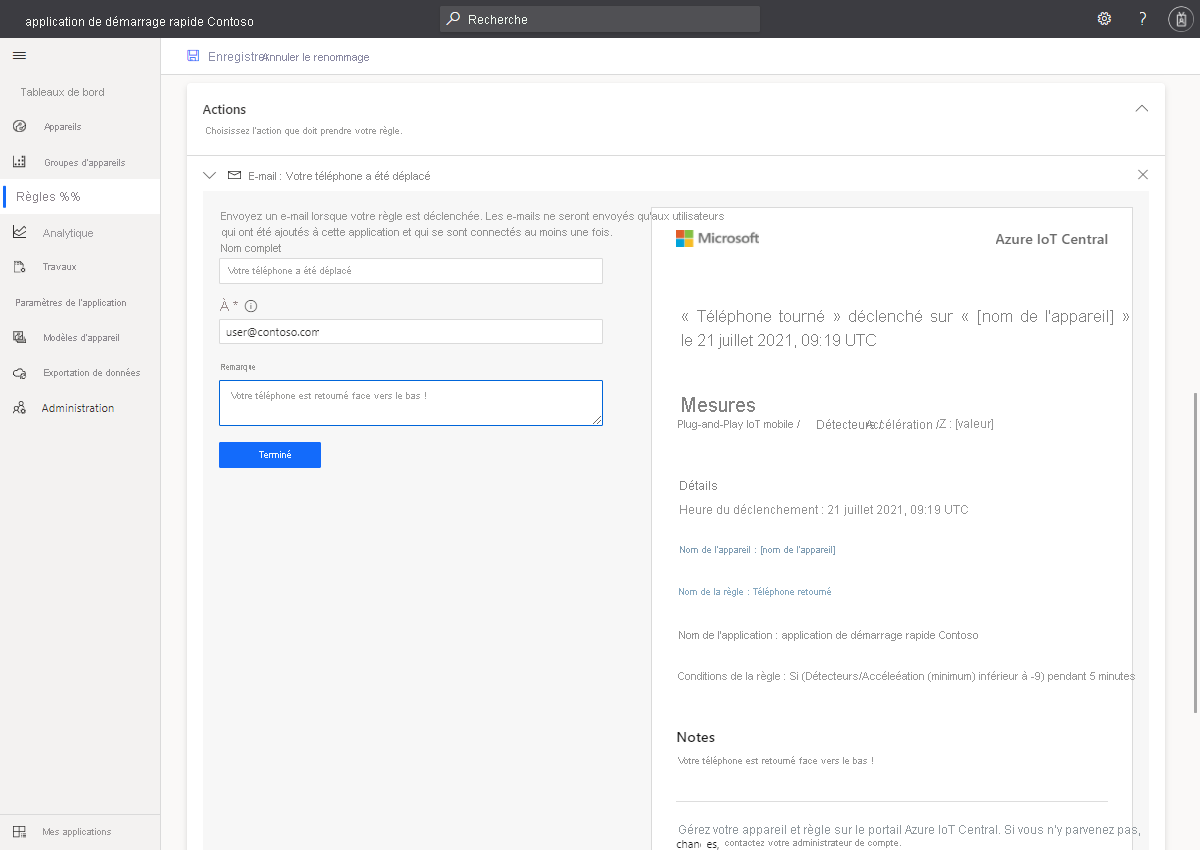 application de démarrage rapide Contoso
Recherche
?
Enregistrer
Annuler le renommage
Tableaux de bord
Appareils
Groupes d'appareils
Règles %%
Analytique
Travaux
Paramètres de l'application
Modèles d'appareil
Exportation de données
Administration
Mes applications
Actions
Choisissez l'action que doit prendre votre règle.
E-mail : Votre téléphone a été déplacé
Envoyez un e-mail lorsque votre règle est déclenchée. Les e-mails ne seront envoyés qu'aux utilisateurs
qui ont été ajoutés à cette application et qui se sont connectés au moins une fois.
Nom complet
Votre téléphone a été déplacé
À *
user@contoso.com
Remarque
Votre téléphone est retourné face vers le bas !
Terminé
Microsoft
Azure IoT Central
« Téléphone tourné » déclenché sur « [nom de l'appareil] »
le 21 juillet 2021, 09:19 UTC
Mesures
Plug-and-Play IoT mobile / Détecteurs / Accélération /Z : [valeur]
Détails
Heure du déclenchement : 21 juillet 2021, 09:19 UTC
Nom de l'appareil : [nom de l'appareil]
Nom de la règle : Téléphone retourné
Nom de l'application : application de démarrage rapide Contoso
Conditions de la règle : Si (Détecteurs/Accéleéation (minimum) inférieur à -9) pendant 5 minutes
Notes
Votre téléphone est retourné face vers le bas !
Gérez votre appareil et règle sur le portail Azure IoT Central. Si vous n'y parvenez pas,
contactez votre administrateur de compte.